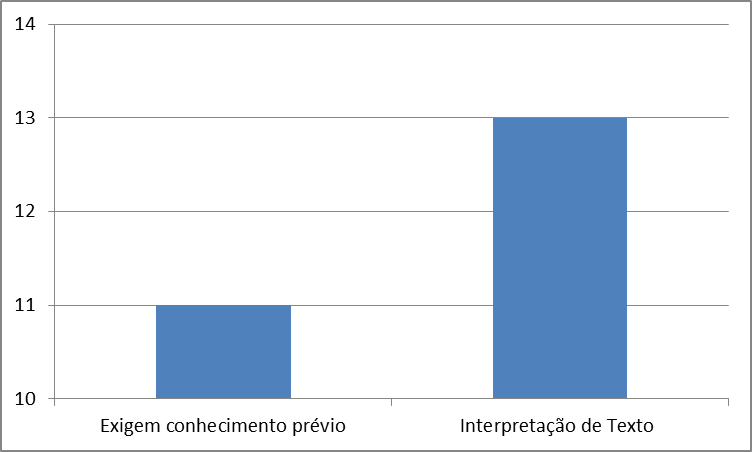 14
13
12
11
10
Exigem conhecimento prévio
Interpretação de Texto